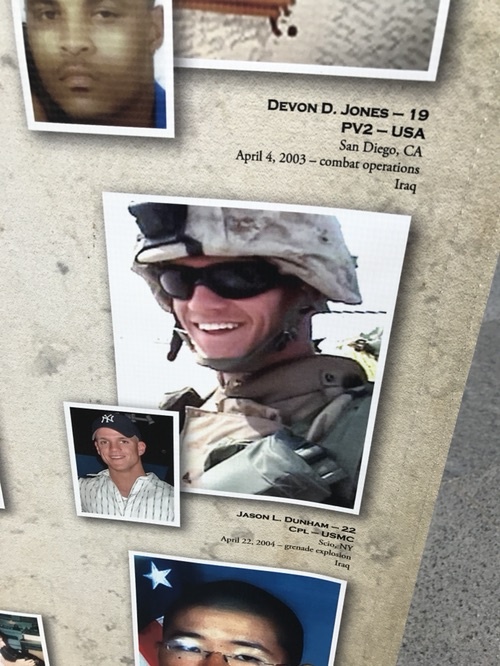 DEVON D. JONES – 19
PV2 – USA
San Diego, CA
April 4, 2003 – combat operations
Iraq
NY
JASON L. DUNHAM – 22
CPL – USMC
Scio, NY
April 22, 2004 – grenade explosion
Iraq